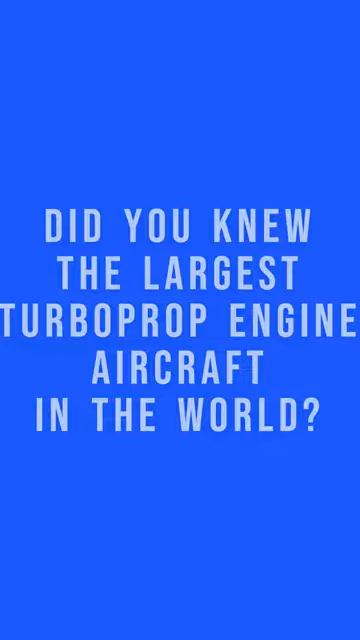 DID YOU KNEW
THE LARGEST
TURBOPROP ENGINE
AIRCRAFT
IN THE WORLD?